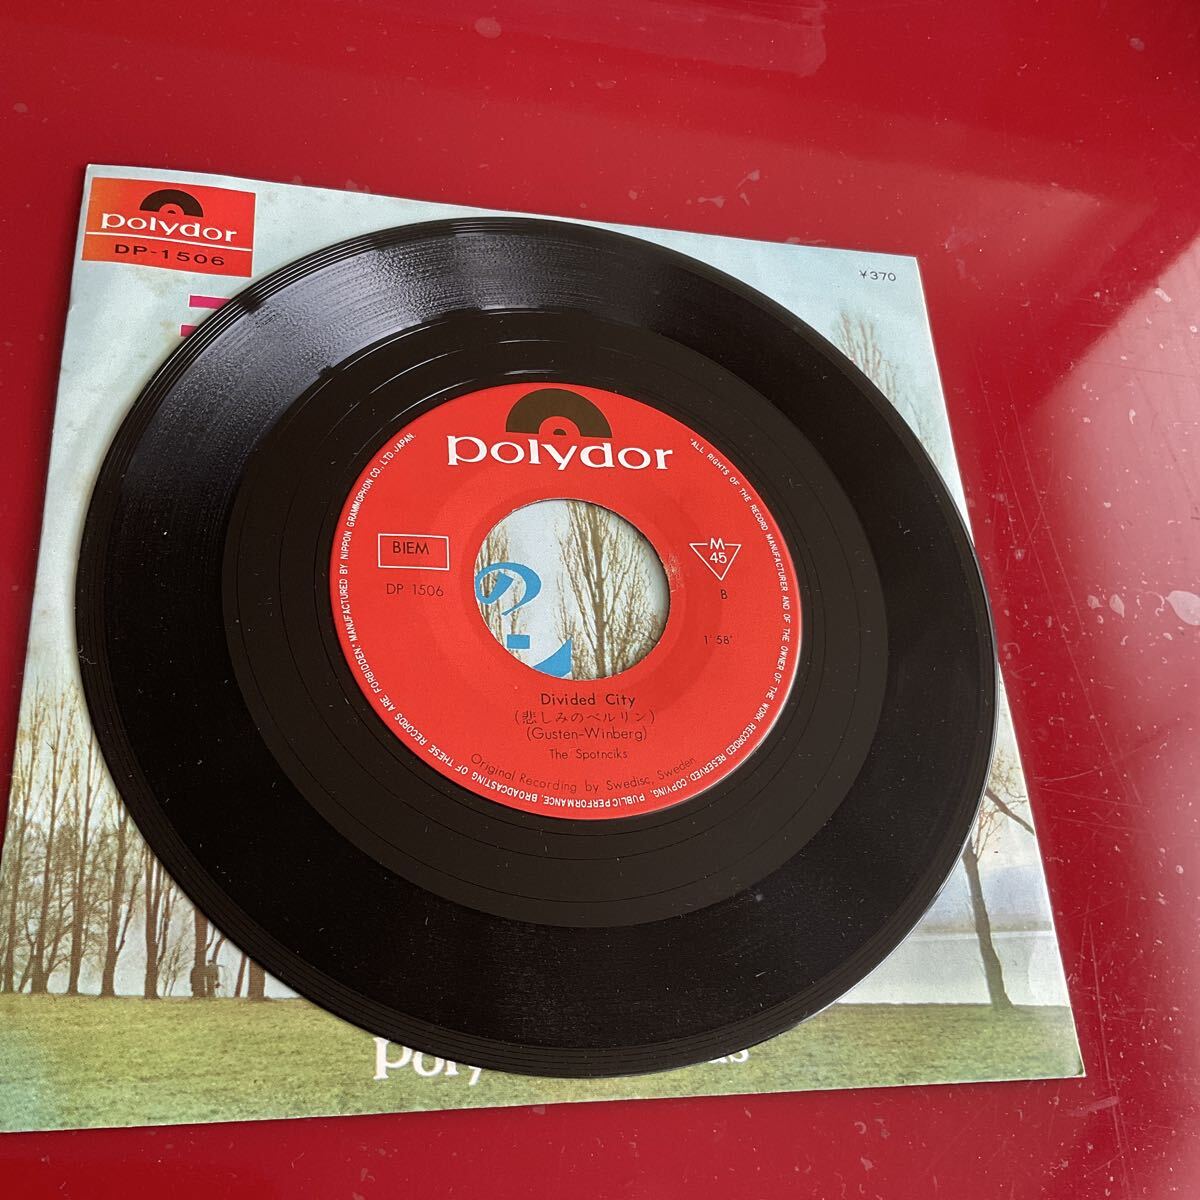 polydor
DP-1506
¥370
polydor
BIEM
DP 1506
M
45
B
1'58"
の
Divided City
(悲しみのベルリン)
(Gusten-Winberg)
The Spotnciks
Original Recording by Swedisc, Sweden
"ALL RIGHTS OF THE RECORD MANUFACTURER AND OF THE OWNER OF THE WORK RECORDED RESERVED. COPYING, PUBLIC PERFORMANCE, BROADCASTING OF THESE RECORDS ARE FORBIDDEN; MANUFACTURED BY NIPPON GRAMMOPHON CO., LTD. JAPAN.